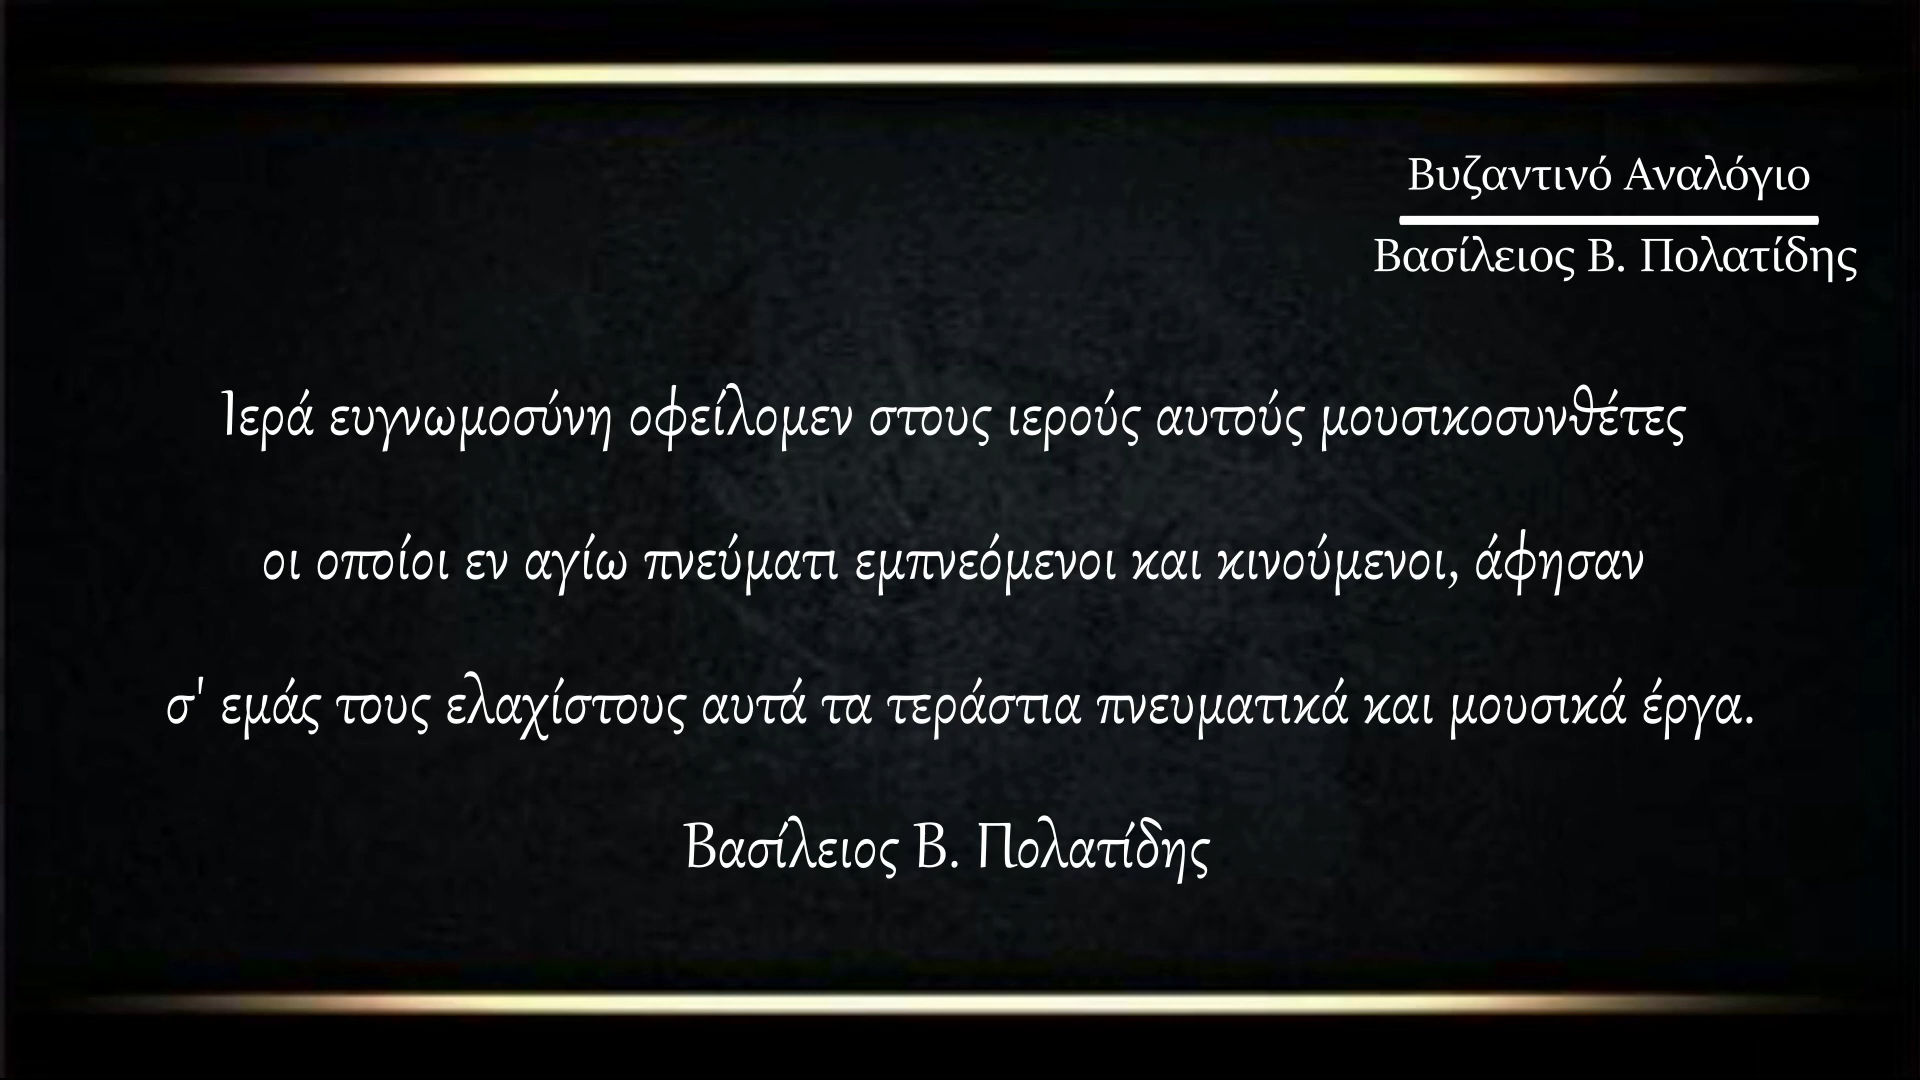 Βυζαντινό Αναλόγιο
Βασίλειος Β. Πολατίδης
Ιερά ευγνωμοσύνη οφείλομεν στους ιερούς αυτούς μουσικοσυνθέτες
οι οποίοι εν αγίω πνεύματι εμπνεόμενοι και κινούμενοι, άφησαν
σ' εμάς τους ελαχίστους αυτά τα τεράστια πνευματικά και μουσικά έργα.
Βασίλειος Β. Πολατίδης